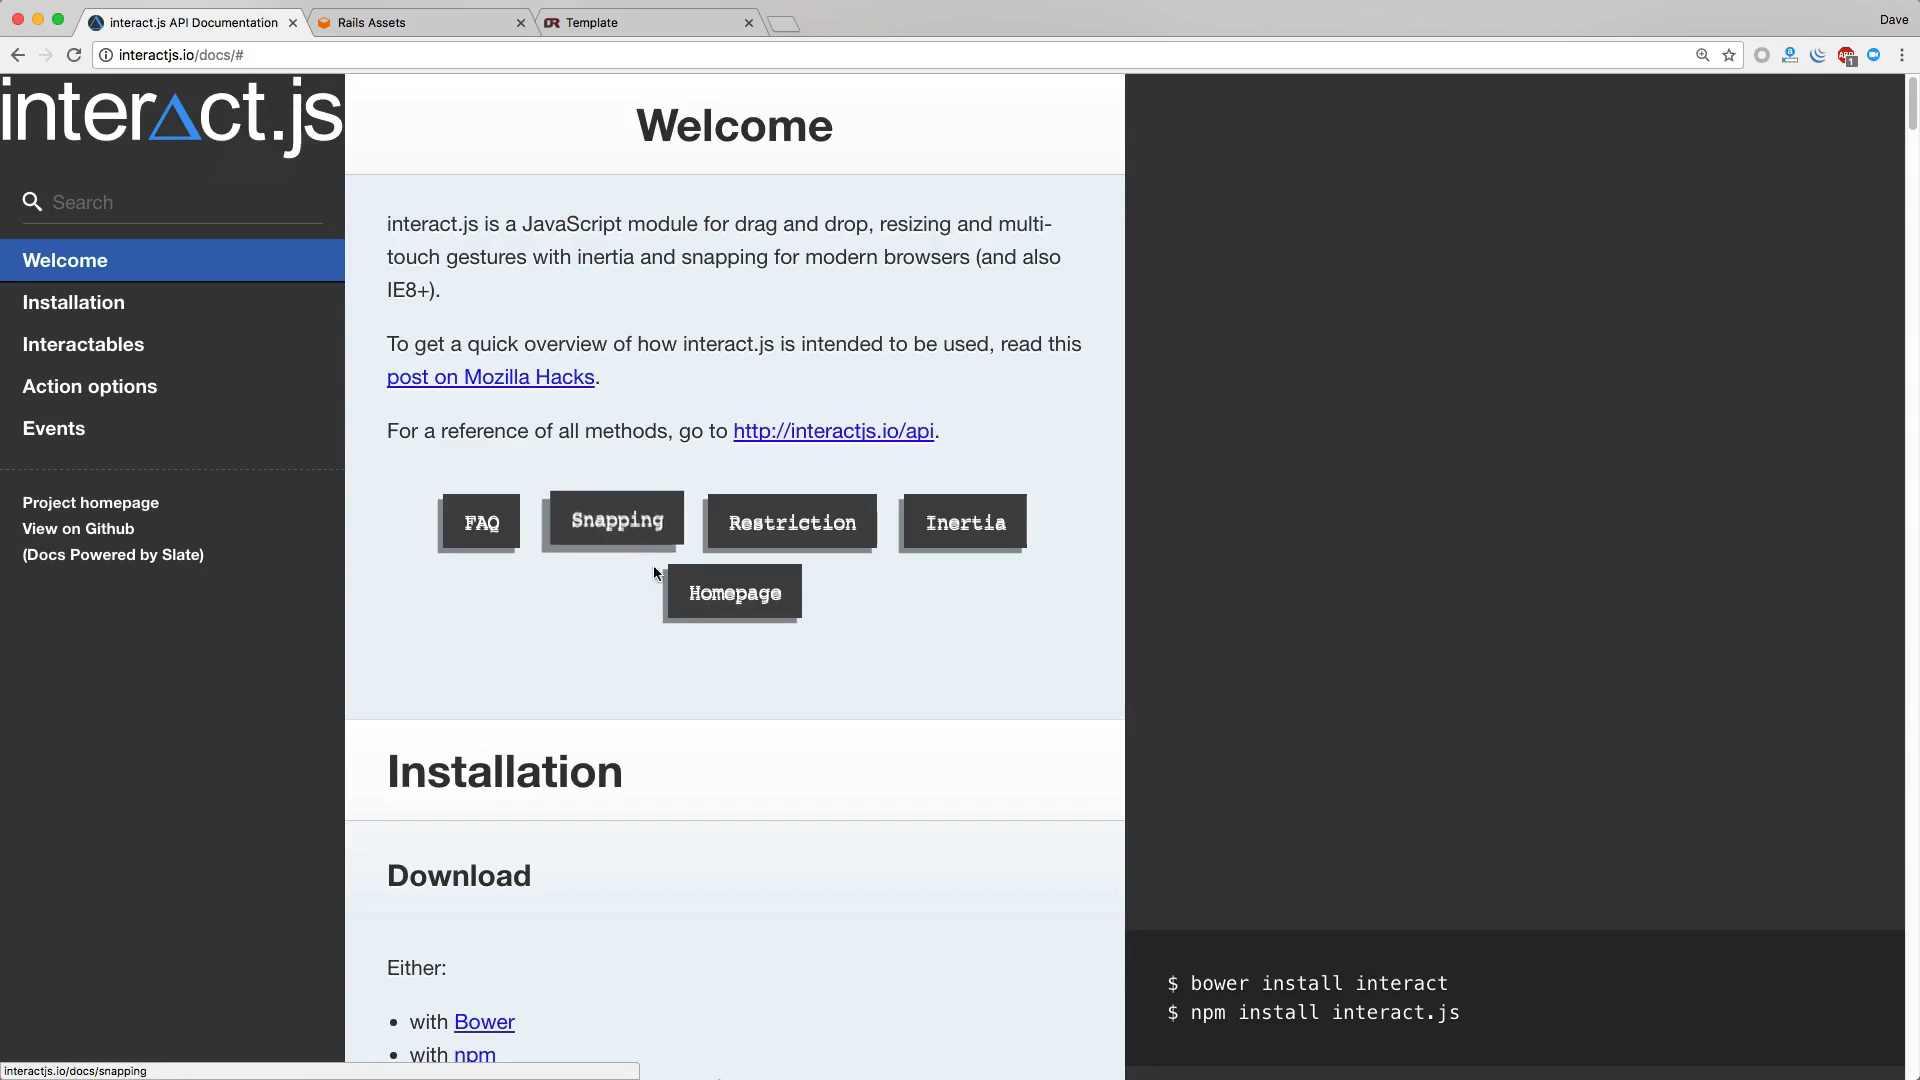 interact.js API Documentation
Rails Assets
Template
Dave
interactjs.io/docs/#
ABP
1
interact.js
Search
Welcome
Installation
Interactables
Action options
Events
Project homepage
View on Github
(Docs Powered by Slate)
Welcome
interact.js is a JavaScript module for drag and drop, resizing and multi-
touch gestures with inertia and snapping for modern browsers (and also
IE8+).
To get a quick overview of how interact.js is intended to be used, read this
post on Mozilla Hacks.
For a reference of all methods, go to http://interactjs.io/api.
FAQ
Snapping
Restriction
Inertia
Homepage
Installation
Download
Either:
• with Bower
• with npm
$ bower install interact
$ npm install interact.js
interactjs.io/docs/snapping